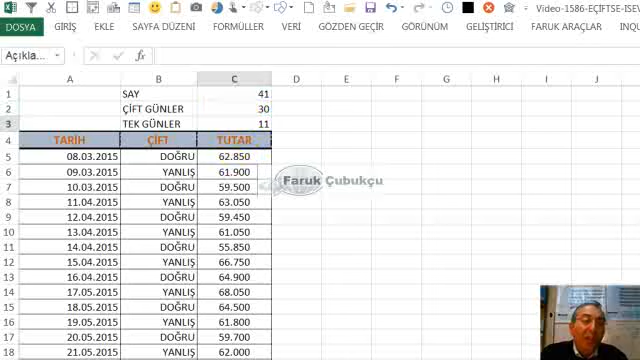 Video-1586-EÇİFTSE-ISEV
DOSYA GİRİŞ EKLE SAYFA DÜZENİ FORMÜLLER VERİ GÖZDEN GEÇİR GÖRÜNÜM GELİŞTİRİCİ FARUK ARAÇLAR INQUIRE
Açıkla... fx
A B C D E F G H I J
1 SAY 41
2 ÇİFT GÜNLER 30
3 TEK GÜNLER 11
4 TARİH ÇİFT TUTAR
5 08.03.2015 DOĞRU 62.850
6 09.03.2015 YANLIŞ 61.900
7 10.03.2015 DOĞRU 59.500
8 11.04.2015 YANLIŞ 63.050
9 12.04.2015 DOĞRU 59.450
10 13.04.2015 YANLIŞ 61.050
11 14.04.2015 DOĞRU 55.850
12 15.04.2015 YANLIŞ 66.750
13 16.04.2015 DOĞRU 64.900
14 17.05.2015 YANLIŞ 68.050
15 18.05.2015 DOĞRU 64.500
16 19.05.2015 YANLIŞ 61.800
17 20.05.2015 DOĞRU 59.700
18 21.05.2015 YANLIŞ 62.000
Faruk Çubukçu